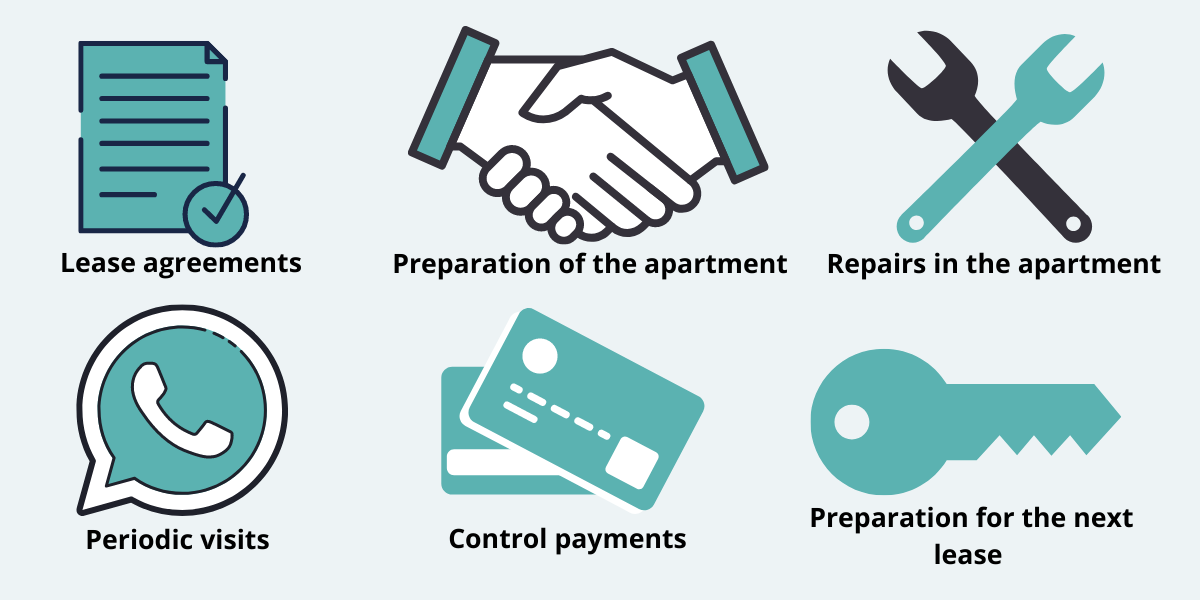 Lease agreements
Preparation of the apartment
Repairs in the apartment
Periodic visits
Control payments
Preparation for the next
lease